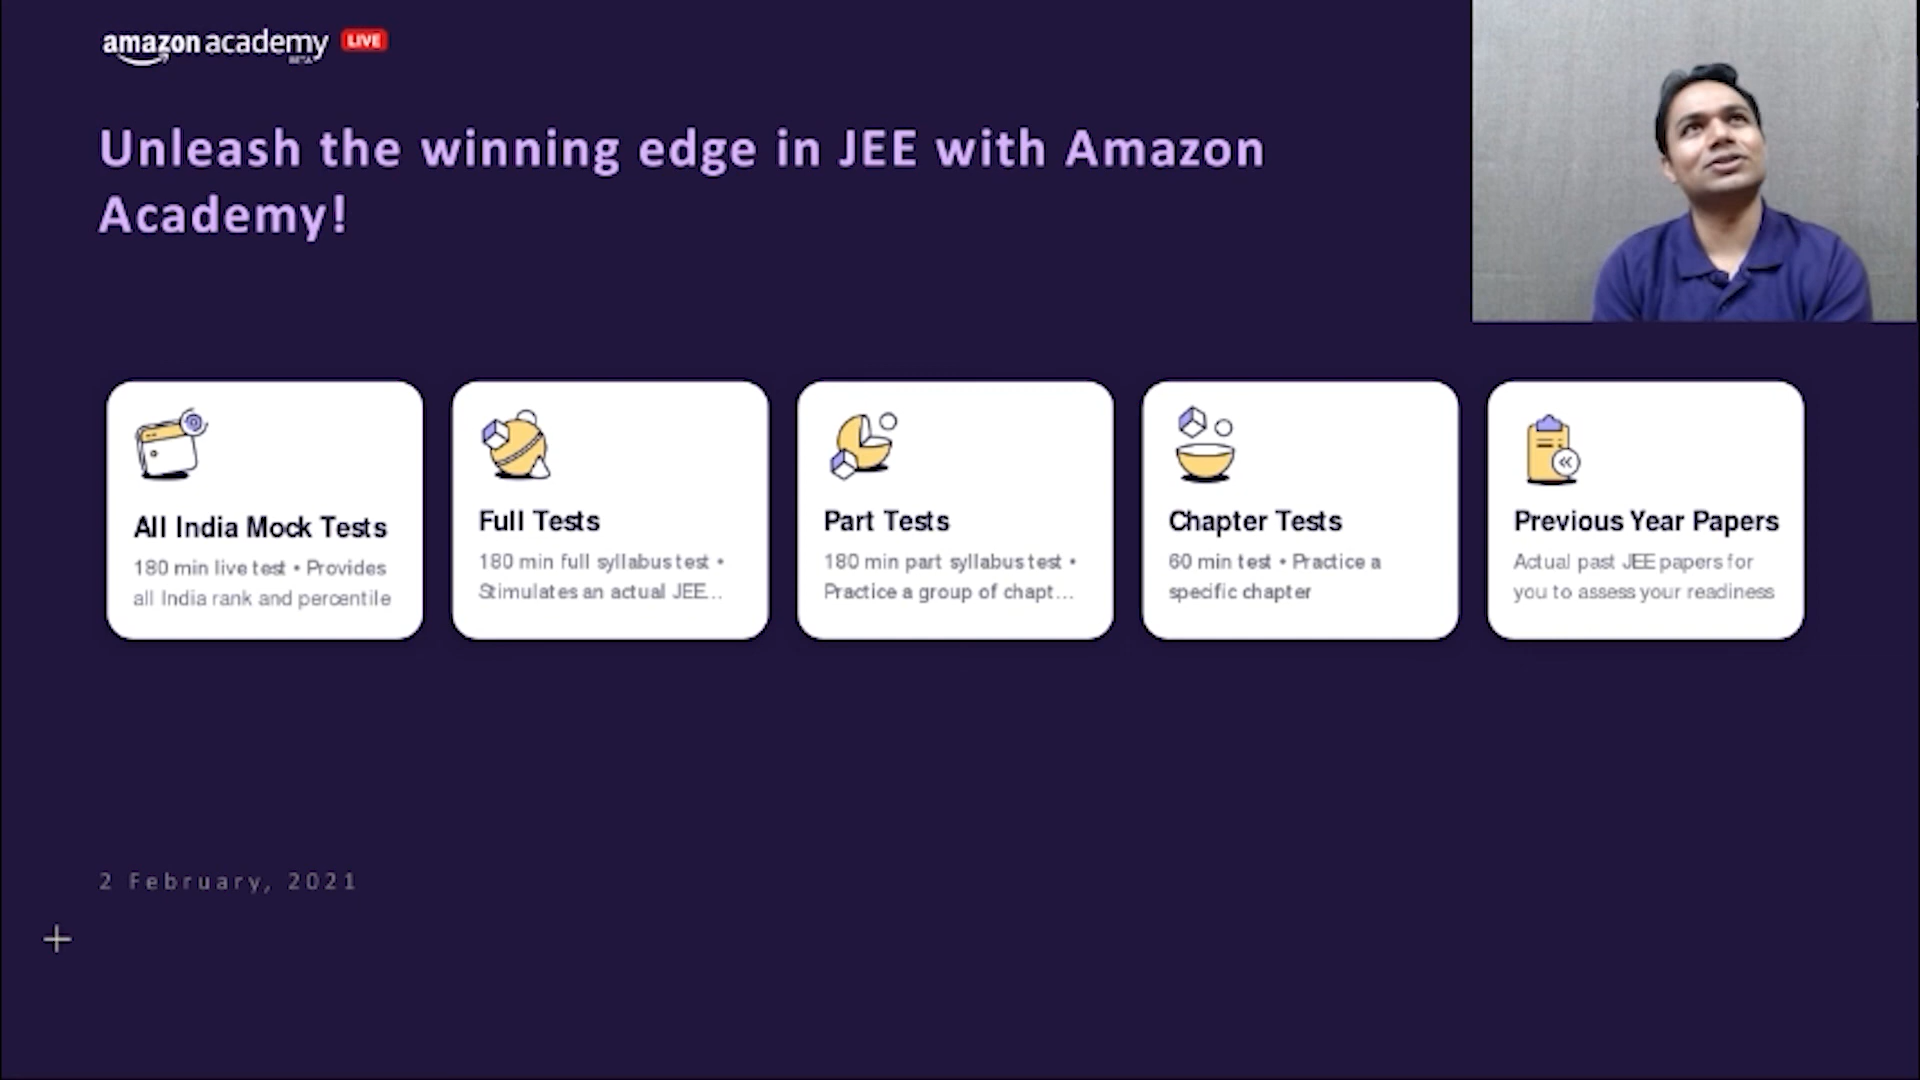 amazon academy LIVE
BETA
Unleash the winning edge in JEE with Amazon
Academy!
All India Mock Tests
180 min live test • Provides
all India rank and percentile
Full Tests
180 min full syllabus test •
Stimulates an actual JEE...
Part Tests
180 min part syllabus test •
Practice a group of chapt...
Chapter Tests
60 min test • Practice a
specific chapter
Previous Year Papers
Actual past JEE papers for
you to assess your readiness
2 February, 2021